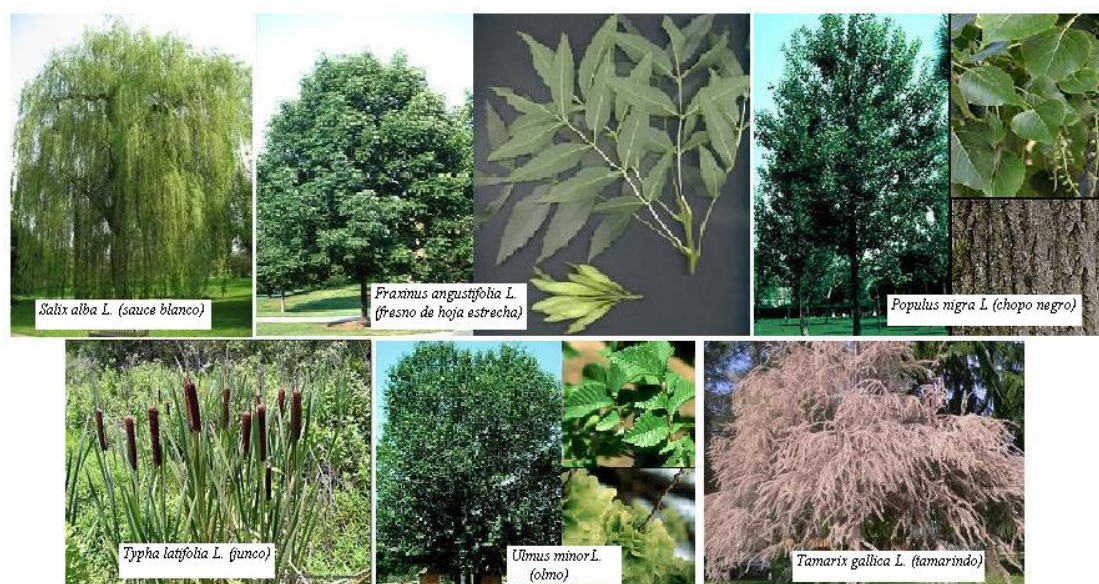 Salix alba L. (sauce blanco)
Fraxinus angustifolia L.
(fresno de hoja estrecha)
Populus nigra L (chopo negro)
Typha latifolia L. (junco)
Ulmus minor L.
(olmo)
Tamarix gallica L. (tamarindo)